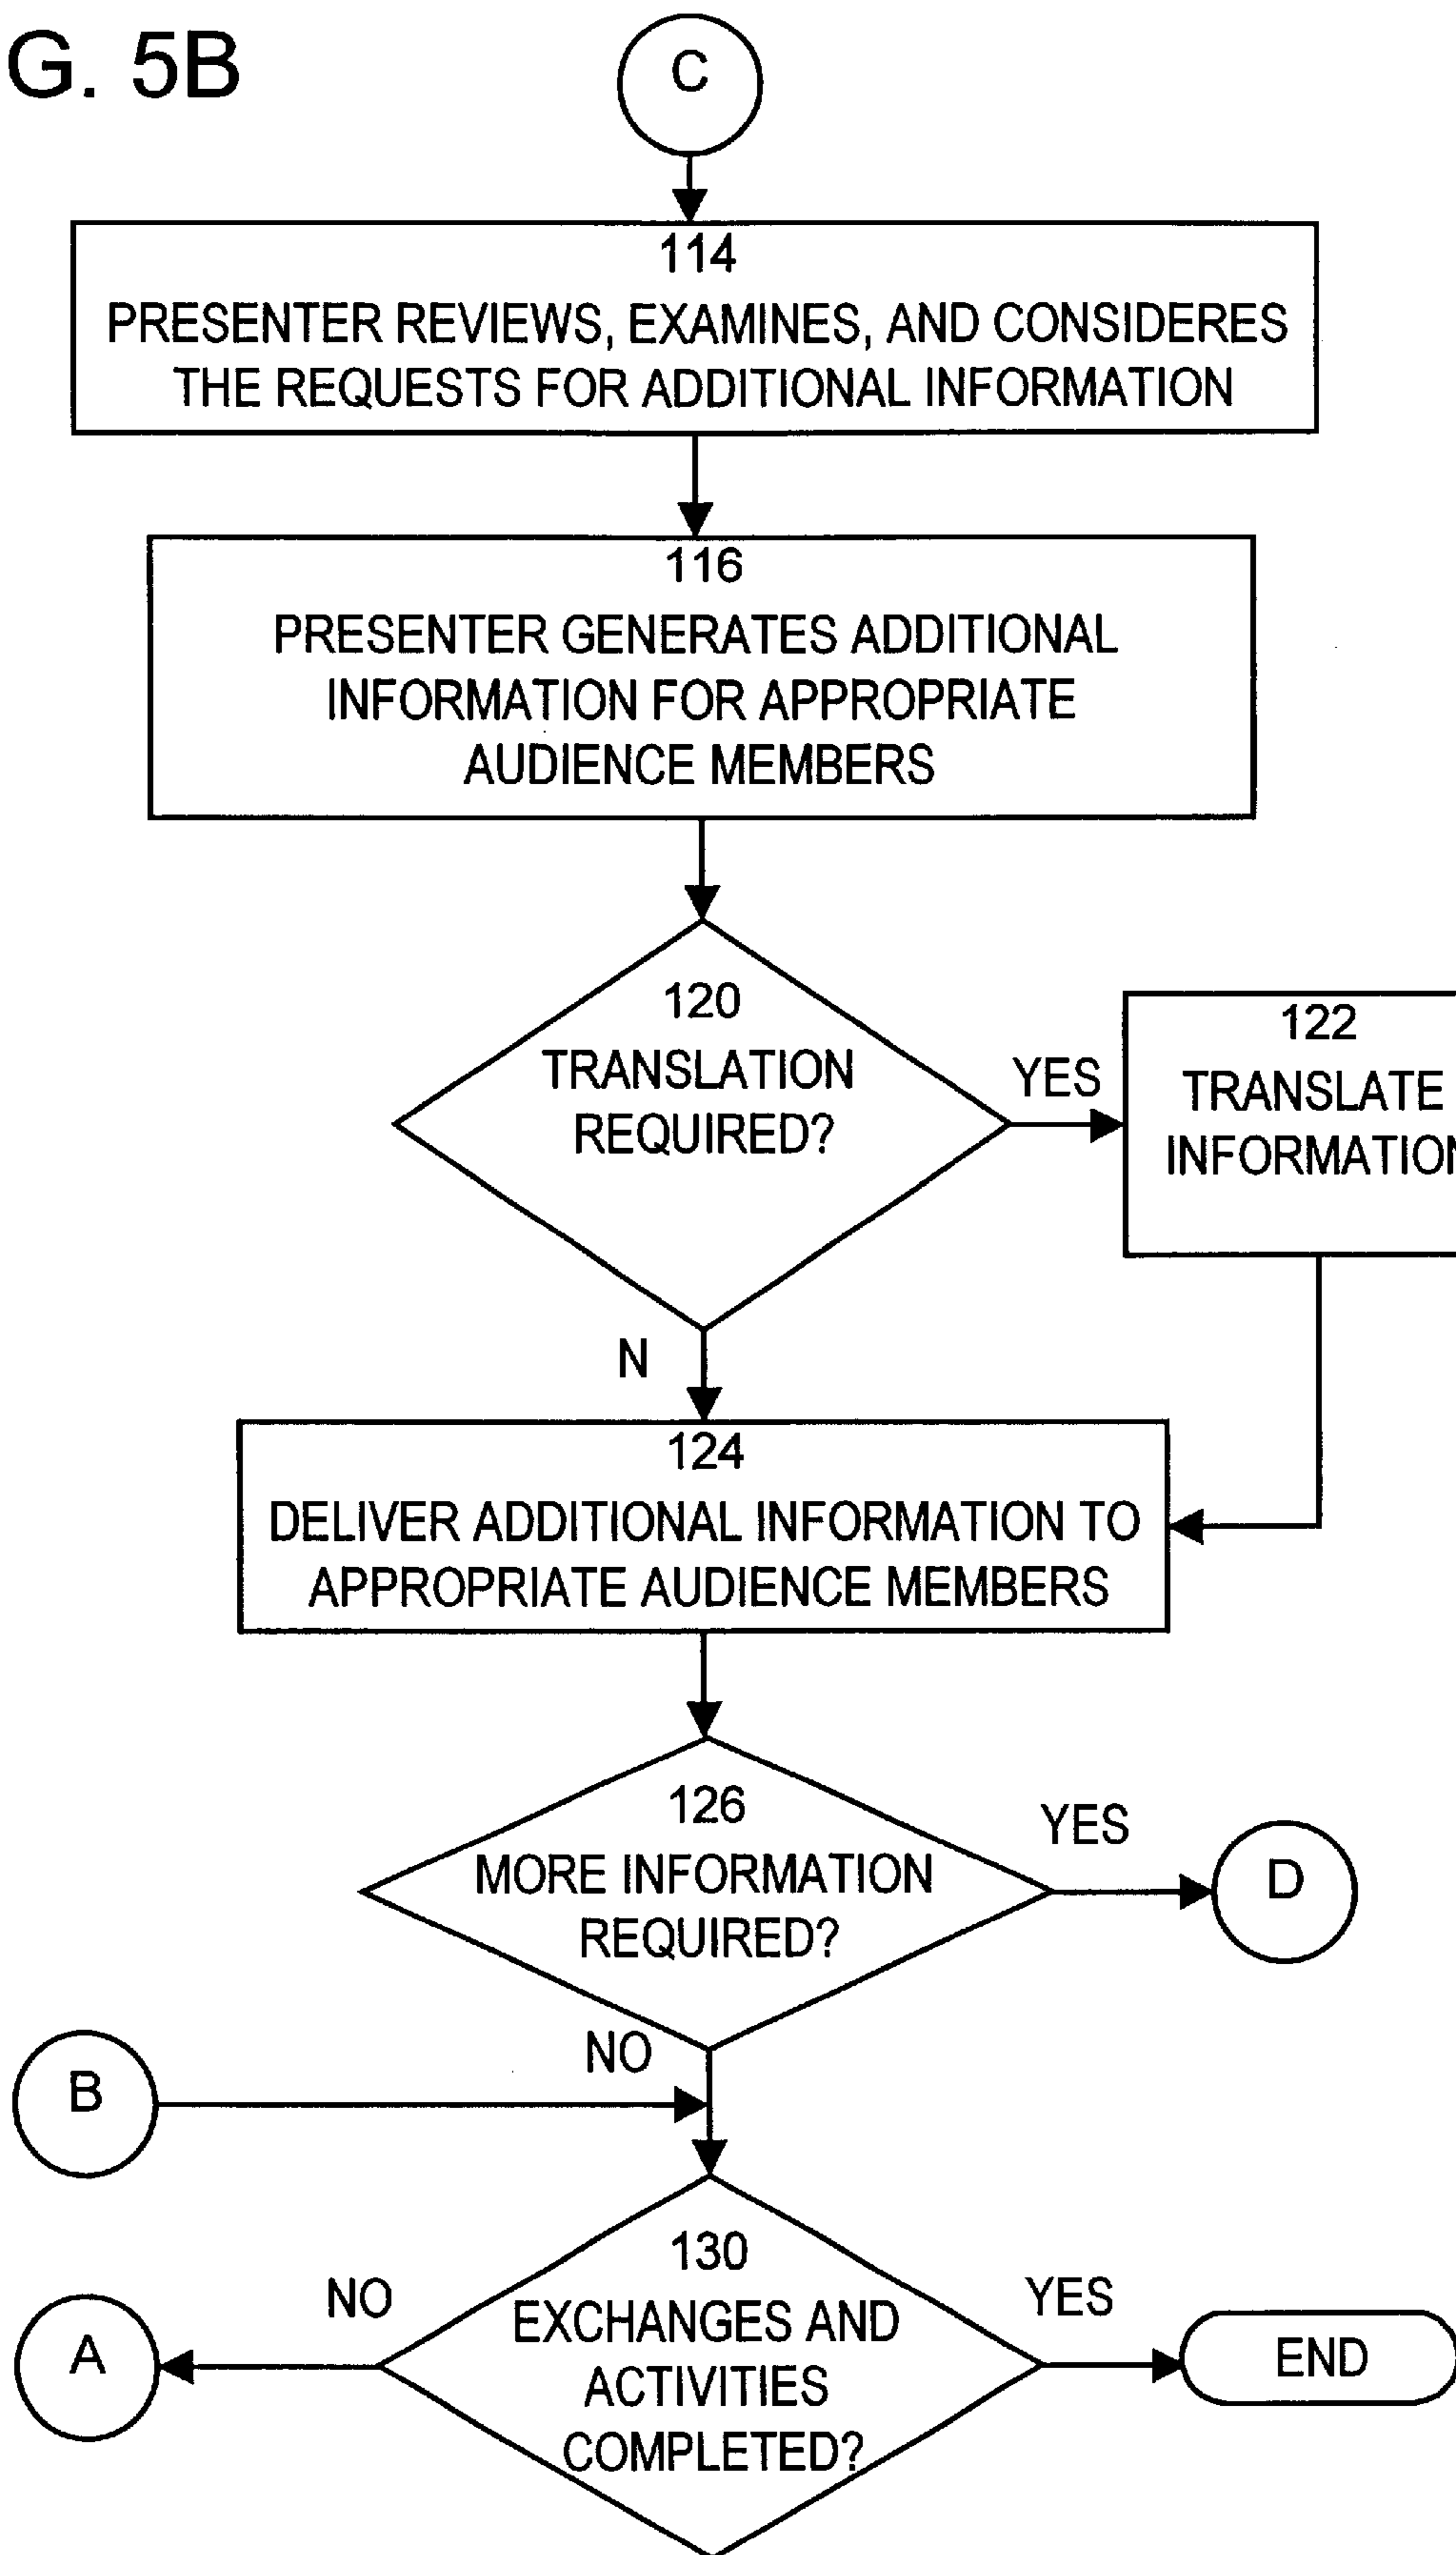 G. 5B
C
114
PRESENTER REVIEWS, EXAMINES, AND CONSIDERES
THE REQUESTS FOR ADDITIONAL INFORMATION
116
PRESENTER GENERATES ADDITIONAL
INFORMATION FOR APPROPRIATE
AUDIENCE MEMBERS
120
TRANSLATION
REQUIRED?
YES
122
TRANSLATE
INFORMATION
N
124
DELIVER ADDITIONAL INFORMATION TO
APPROPRIATE AUDIENCE MEMBERS
126
MORE INFORMATION
REQUIRED?
YES
D
NO
B
130
EXCHANGES AND
ACTIVITIES
COMPLETED?
NO
A
YES
END